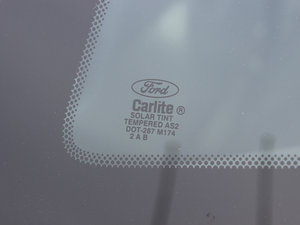 Ford
Carlite®
SOLAR TINT
TEMPERED AS2
DOT-287 M174
2 A B